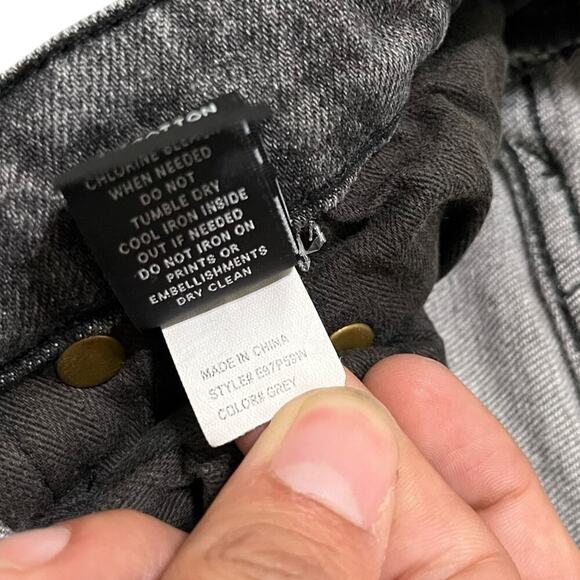 COTTON
CHLORINE
WHEN NEEDED
DO NOT
TUMBLE DRY
COOL IRON INSIDE
OUT IF NEEDED
DO NOT IRON ON
PRINTS OR
EMBELLISHMENTS
DRY CLEAN
MADE IN CHINA
STYLE# E97P59W
COLOR# GREY